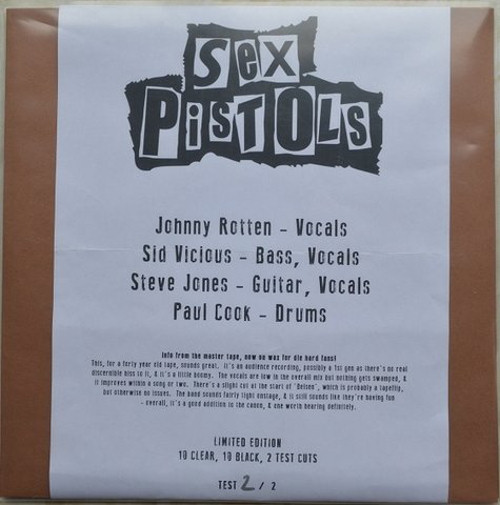 Sex
PISTOLS
Johnny Rotten – Vocals
Sid Vicious – Bass, Vocals
Steve Jones – Guitar, Vocals
Paul Cook – Drums
Info from the master tape, now on wax for die hard fans!
This, for a forty year old tape, sounds great. It's an audience recording, possibly a 1st gen as there's no real
discernible hiss to it, & it's a little boomy. The vocals are low in the overall mix but nothing gets swamped, &
it improves within a song or two. There's a slight cut at the start of 'Belsen', which is probably a tapeflip,
but otherwise no issues. The band sounds fairly tight onstage, & it still sounds like they're having fun
- overall, it's a good addition to the canon, & one worth hearing definitely.
LIMITED EDITION
10 CLEAR, 10 BLACK, 2 TEST CUTS
TEST 2 / 2